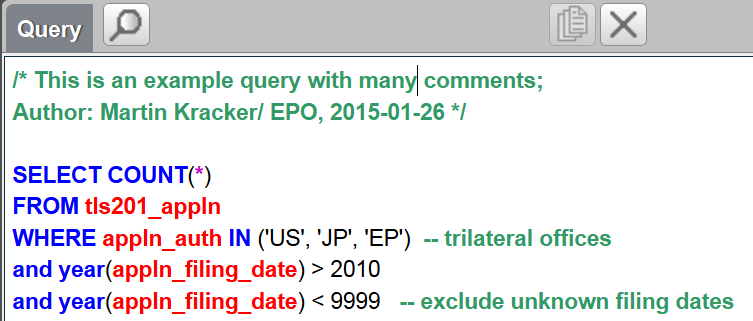 Query
/* This is an example query with many comments;
Author: Martin Kracker/ EPO, 2015-01-26 */
SELECT COUNT(*)
FROM tls201_appln
WHERE appln_auth IN ('US', 'JP', 'EP')  -- trilateral offices
and year(appln_filing_date) > 2010
and year(appln_filing_date) < 9999   -- exclude unknown filing dates